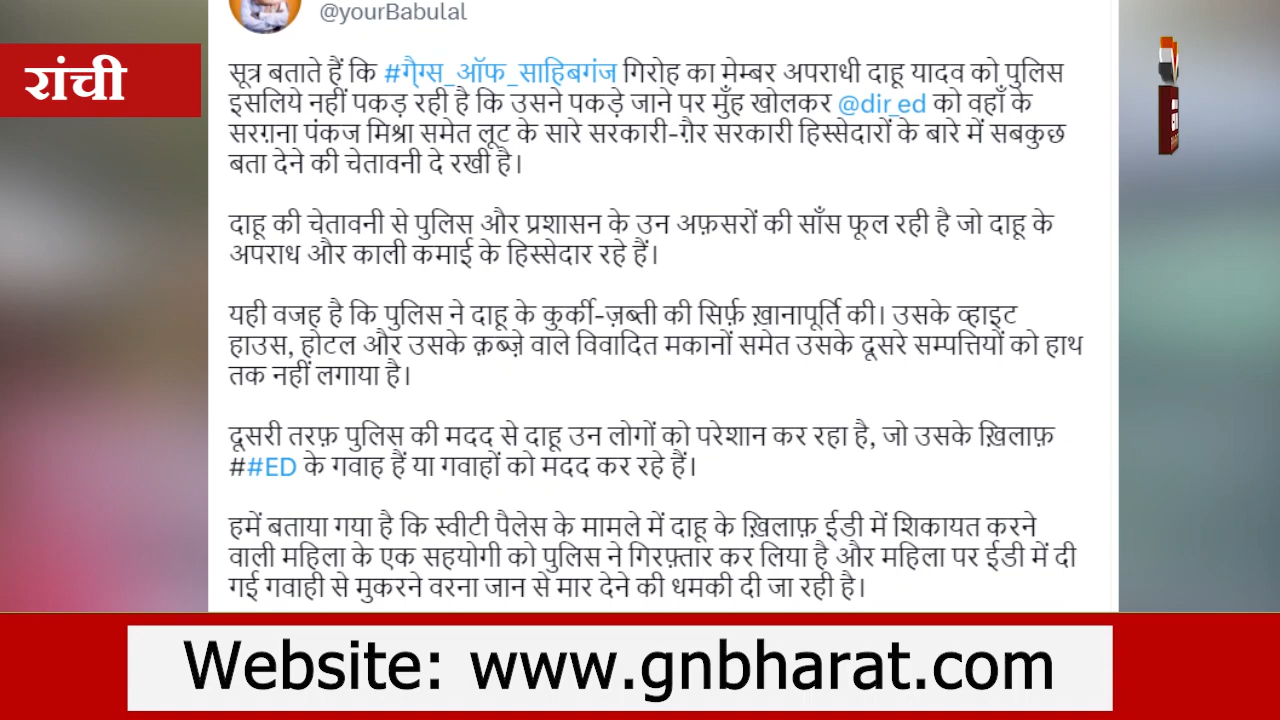 @yourBabulal
रांची
सूत्र बताते हैं कि #गै्ग्स_ऑफ_साहिबगंज गिरोह का मेम्बर अपराधी दाहू यादव को पुलिस
इसलिये नहीं पकड़ रही है कि उसने पकड़े जाने पर मुँह खोलकर @dir_ed को वहाँ के
सरग़ना पंकज मिश्रा समेत लूट के सारे सरकारी-ग़ैर सरकारी हिस्सेदारों के बारे में सबकुछ
बता देने की चेतावनी दे रखी है।
दाहू की चेतावनी से पुलिस और प्रशासन के उन अफ़सरों की साँस फूल रही है जो दाहू के
अपराध और काली कमाई के हिस्सेदार रहे हैं।
यही वजह है कि पुलिस ने दाहू के कुर्की-ज़ब्ती की सिर्फ़ ख़ानापूर्ति की। उसके व्हाइट
हाउस, होटल और उसके क़ब्ज़े वाले विवादित मकानों समेत उसके दूसरे सम्पत्तियों को हाथ
तक नहीं लगाया है।
दूसरी तरफ़ पुलिस की मदद से दाहू उन लोगों को परेशान कर रहा है, जो उसके ख़िलाफ़
##ED के गवाह हैं या गवाहों को मदद कर रहे हैं।
हमें बताया गया है कि स्वीटी पैलेस के मामले में दाहू के ख़िलाफ़ ईडी में शिकायत करने
वाली महिला के एक सहयोगी को पुलिस ने गिरफ़्तार कर लिया है और महिला पर ईडी में दी
गई गवाही से मुकरने वरना जान से मार देने की धमकी दी जा रही है।
Website: www.gnbharat.com